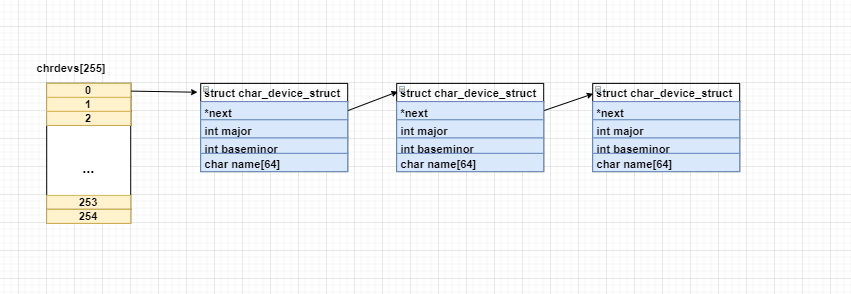 chrdevs[255]
0
1
2
...
253
254
struct char_device_struct
*next
int major
int baseminor
char name[64]
struct char_device_struct
*next
int major
int baseminor
char name[64]
struct char_device_struct
*next
int major
int baseminor
char name[64]